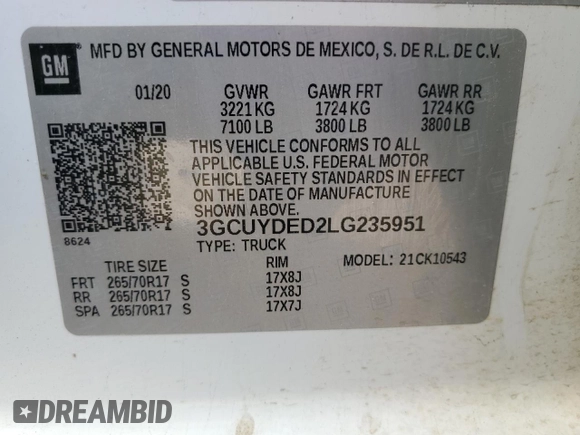 GM
MFD BY GENERAL MOTORS DE MEXICO, S. DE R.L. DE C.V.
01/20 GVWR GAWR FRT GAWR RR
3221 KG 1724 KG 1724 KG
7100 LB 3800 LB 3800 LB
THIS VEHICLE CONFORMS TO ALL
APPLICABLE U.S. FEDERAL MOTOR
VEHICLE SAFETY STANDARDS IN EFFECT
ON THE DATE OF MANUFACTURE
SHOWN ABOVE.
8624
3GCUYDED2LG235951
TYPE: TRUCK
TIRE SIZE RIM MODEL: 21CK10543
FRT 265/70R17 S 17X8J
RR 265/70R17 S 17X8J
SPA 265/70R17 S 17X7J
DREAMBID